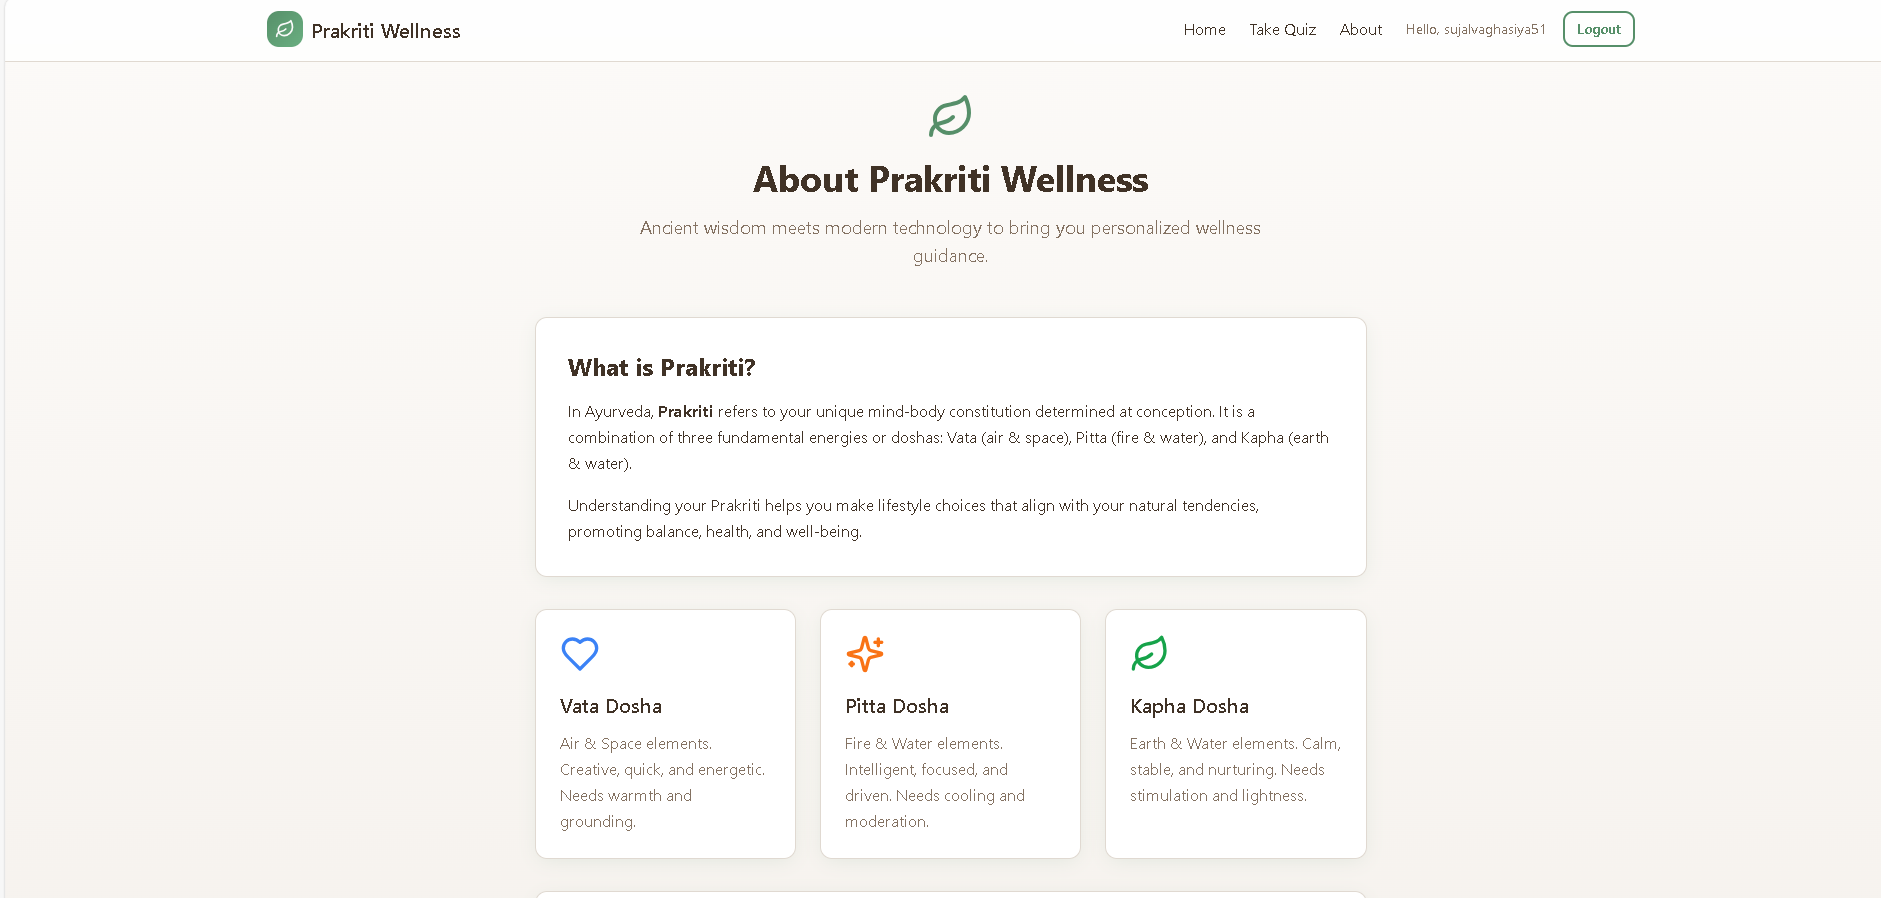 Prakriti Wellness
Home
Take Quiz
About
Hello, sujalvaghasiya51
Logout
About Prakriti Wellness
Ancient wisdom meets modern technology to bring you personalized wellness
guidance.
What is Prakriti?
In Ayurveda, Prakriti refers to your unique mind-body constitution determined at conception. It is a
combination of three fundamental energies or doshas: Vata (air & space), Pitta (fire & water), and Kapha (earth
& water).
Understanding your Prakriti helps you make lifestyle choices that align with your natural tendencies,
promoting balance, health, and well-being.
Vata Dosha
Air & Space elements.
Creative, quick, and energetic.
Needs warmth and
grounding.
Pitta Dosha
Fire & Water elements.
Intelligent, focused, and
driven. Needs cooling and
moderation.
Kapha Dosha
Earth & Water elements. Calm,
stable, and nurturing. Needs
stimulation and lightness.